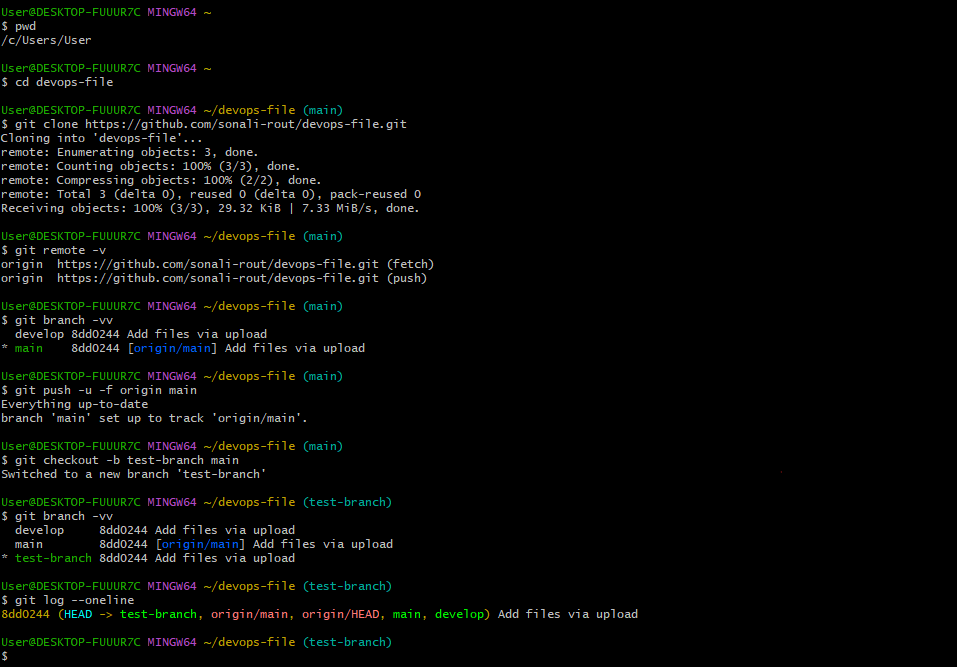 User@DESKTOP-FUUUR7C MINGW64 ~
$ pwd
/c/Users/User
User@DESKTOP-FUUUR7C MINGW64 ~
$ cd devops-file
User@DESKTOP-FUUUR7C MINGW64 ~/devops-file (main)
$ git clone https://github.com/sonali-rout/devops-file.git
Cloning into 'devops-file'...
remote: Enumerating objects: 3, done.
remote: Counting objects: 100% (3/3), done.
remote: Compressing objects: 100% (2/2), done.
remote: Total 3 (delta 0), reused 0 (delta 0), pack-reused 0
Receiving objects: 100% (3/3), 29.32 KiB | 7.33 MiB/s, done.
User@DESKTOP-FUUUR7C MINGW64 ~/devops-file (main)
$ git remote -v
origin  https://github.com/sonali-rout/devops-file.git (fetch)
origin  https://github.com/sonali-rout/devops-file.git (push)
User@DESKTOP-FUUUR7C MINGW64 ~/devops-file (main)
$ git branch -vv
  develop 8dd0244 Add files via upload
* main    8dd0244 [origin/main] Add files via upload
User@DESKTOP-FUUUR7C MINGW64 ~/devops-file (main)
$ git push -u -f origin main
Everything up-to-date
branch 'main' set up to track 'origin/main'.
User@DESKTOP-FUUUR7C MINGW64 ~/devops-file (main)
$ git checkout -b test-branch main
Switched to a new branch 'test-branch'
User@DESKTOP-FUUUR7C MINGW64 ~/devops-file (test-branch)
$ git branch -vv
  develop     8dd0244 Add files via upload
  main        8dd0244 [origin/main] Add files via upload
* test-branch 8dd0244 Add files via upload
User@DESKTOP-FUUUR7C MINGW64 ~/devops-file (test-branch)
$ git log --oneline
8dd0244 (HEAD -> test-branch, origin/main, origin/HEAD, main, develop) Add files via upload
User@DESKTOP-FUUUR7C MINGW64 ~/devops-file (test-branch)
$